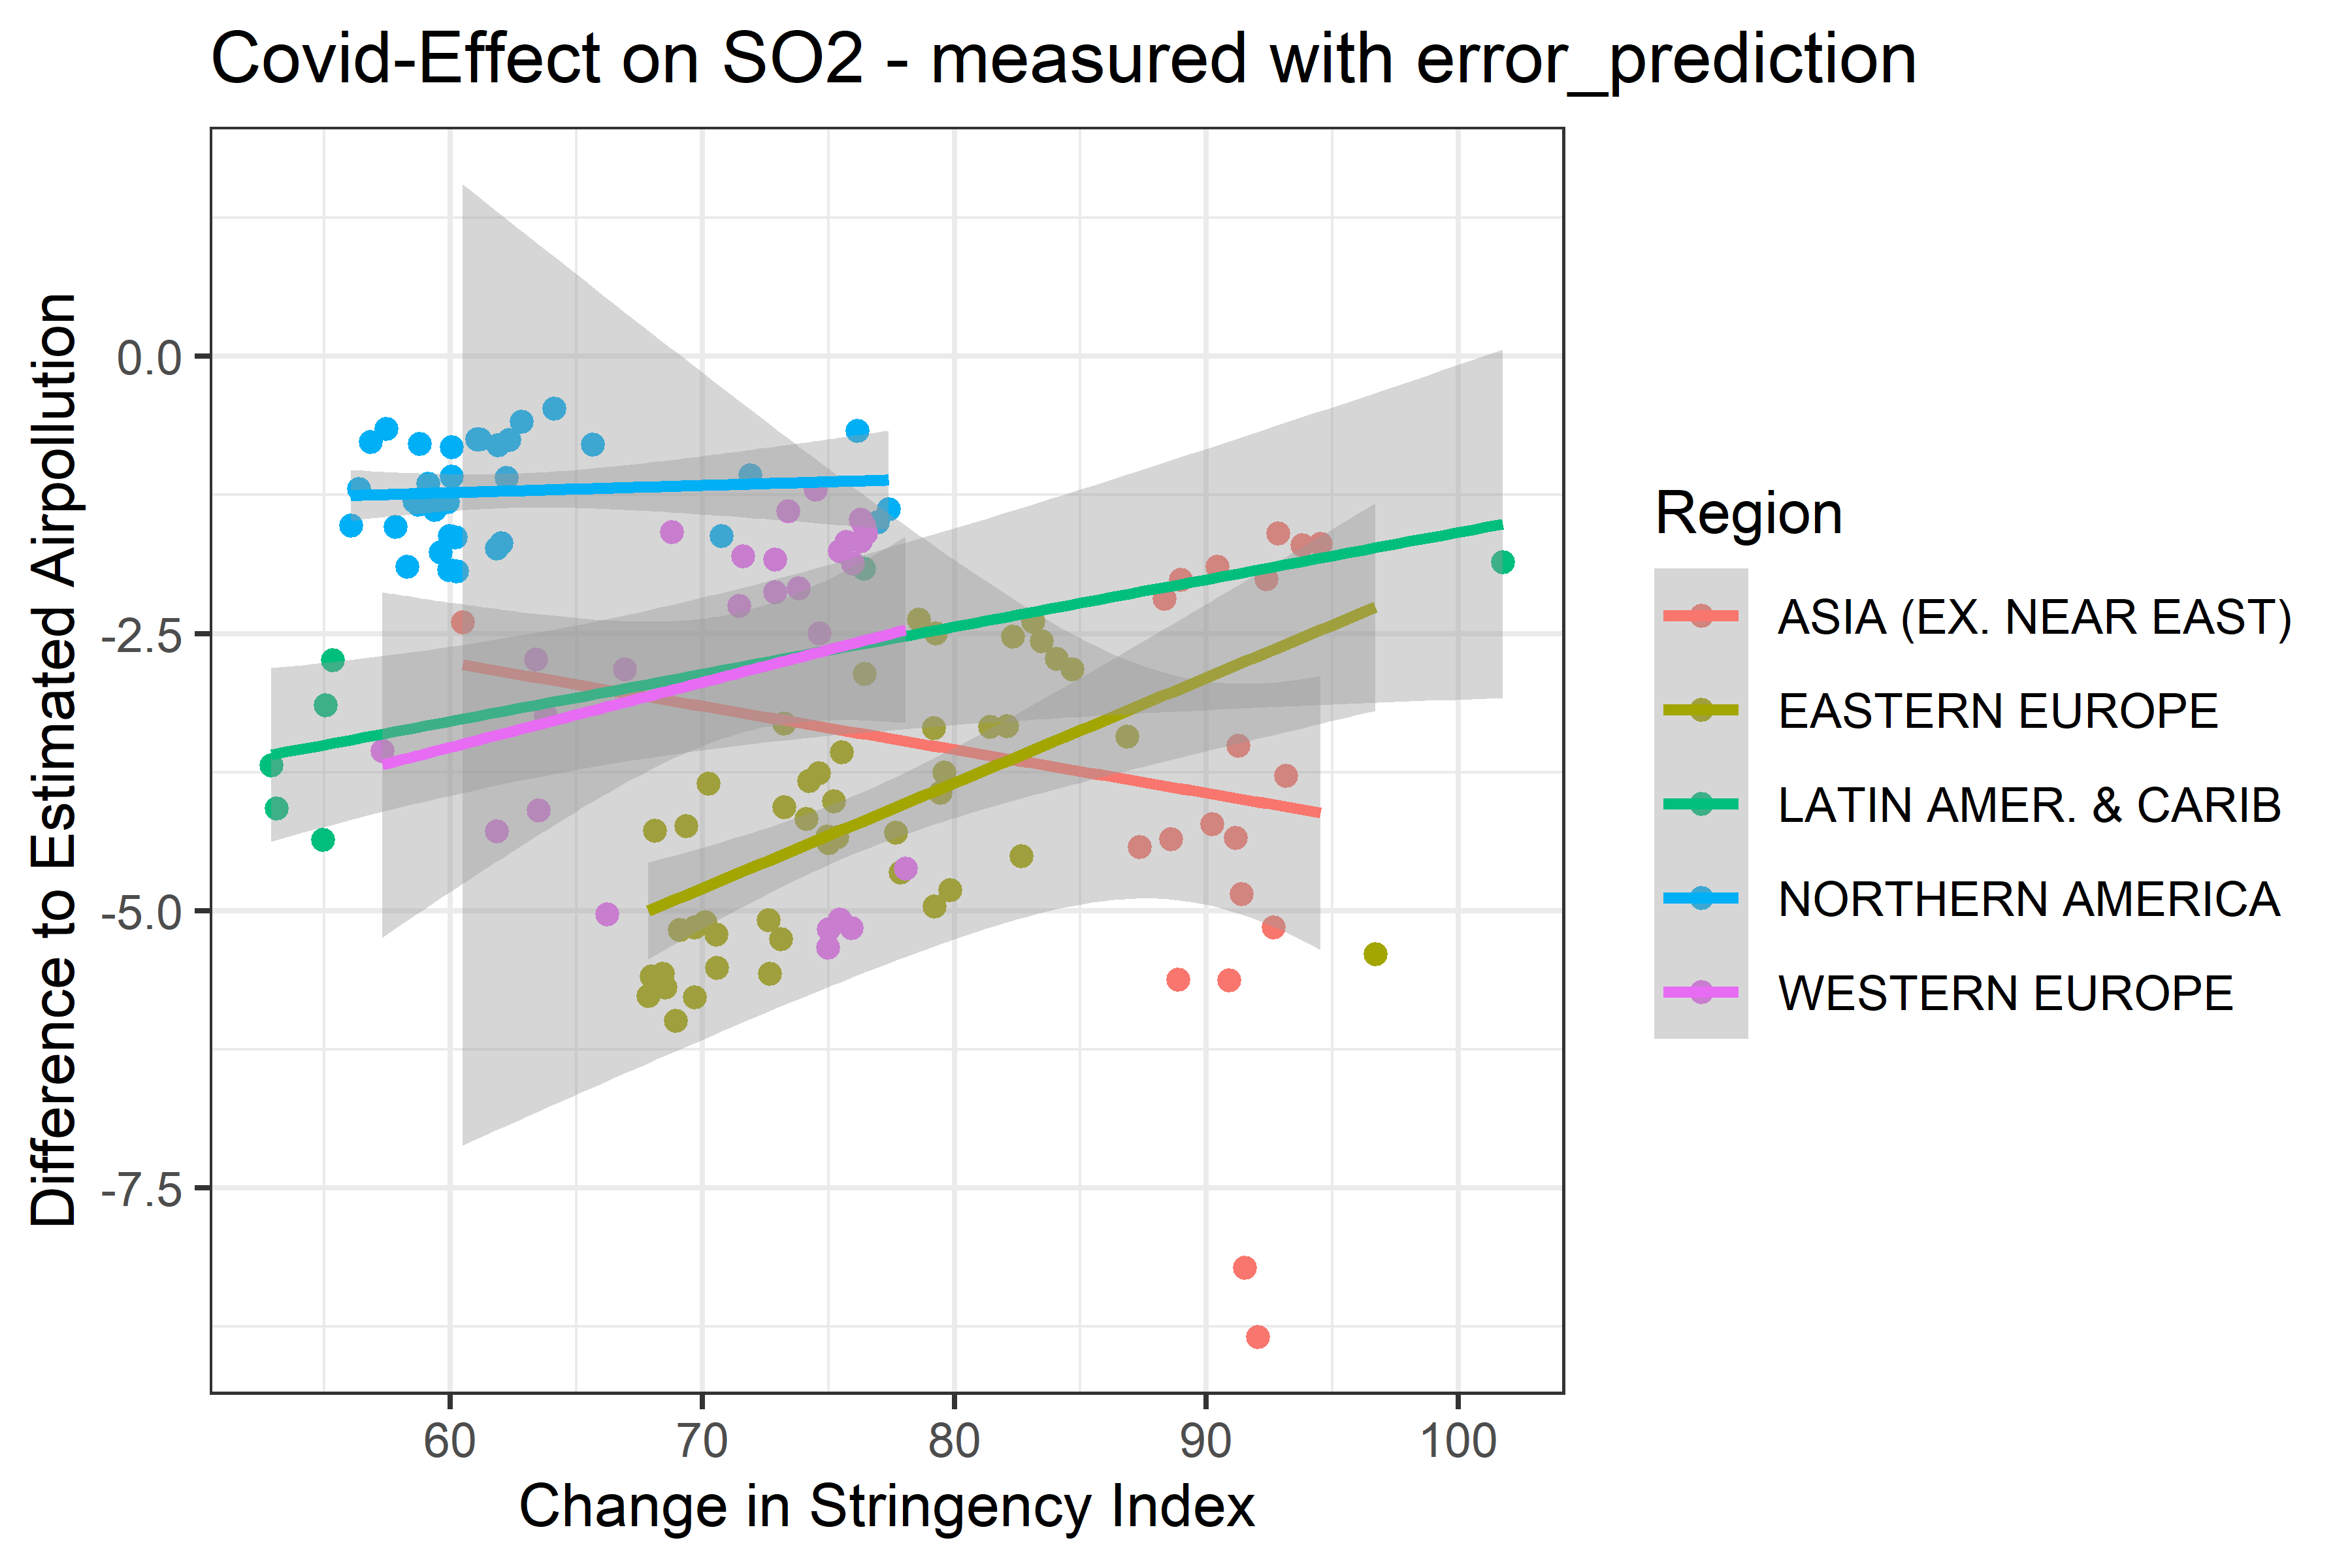 Covid-Effect on SO2 - measured with error_prediction
Difference to Estimated Airpollution
0.0
-2.5
-5.0
-7.5
60 70 80 90 100
Change in Stringency Index
Region
ASIA (EX. NEAR EAST)
EASTERN EUROPE
LATIN AMER. & CARIB
NORTHERN AMERICA
WESTERN EUROPE